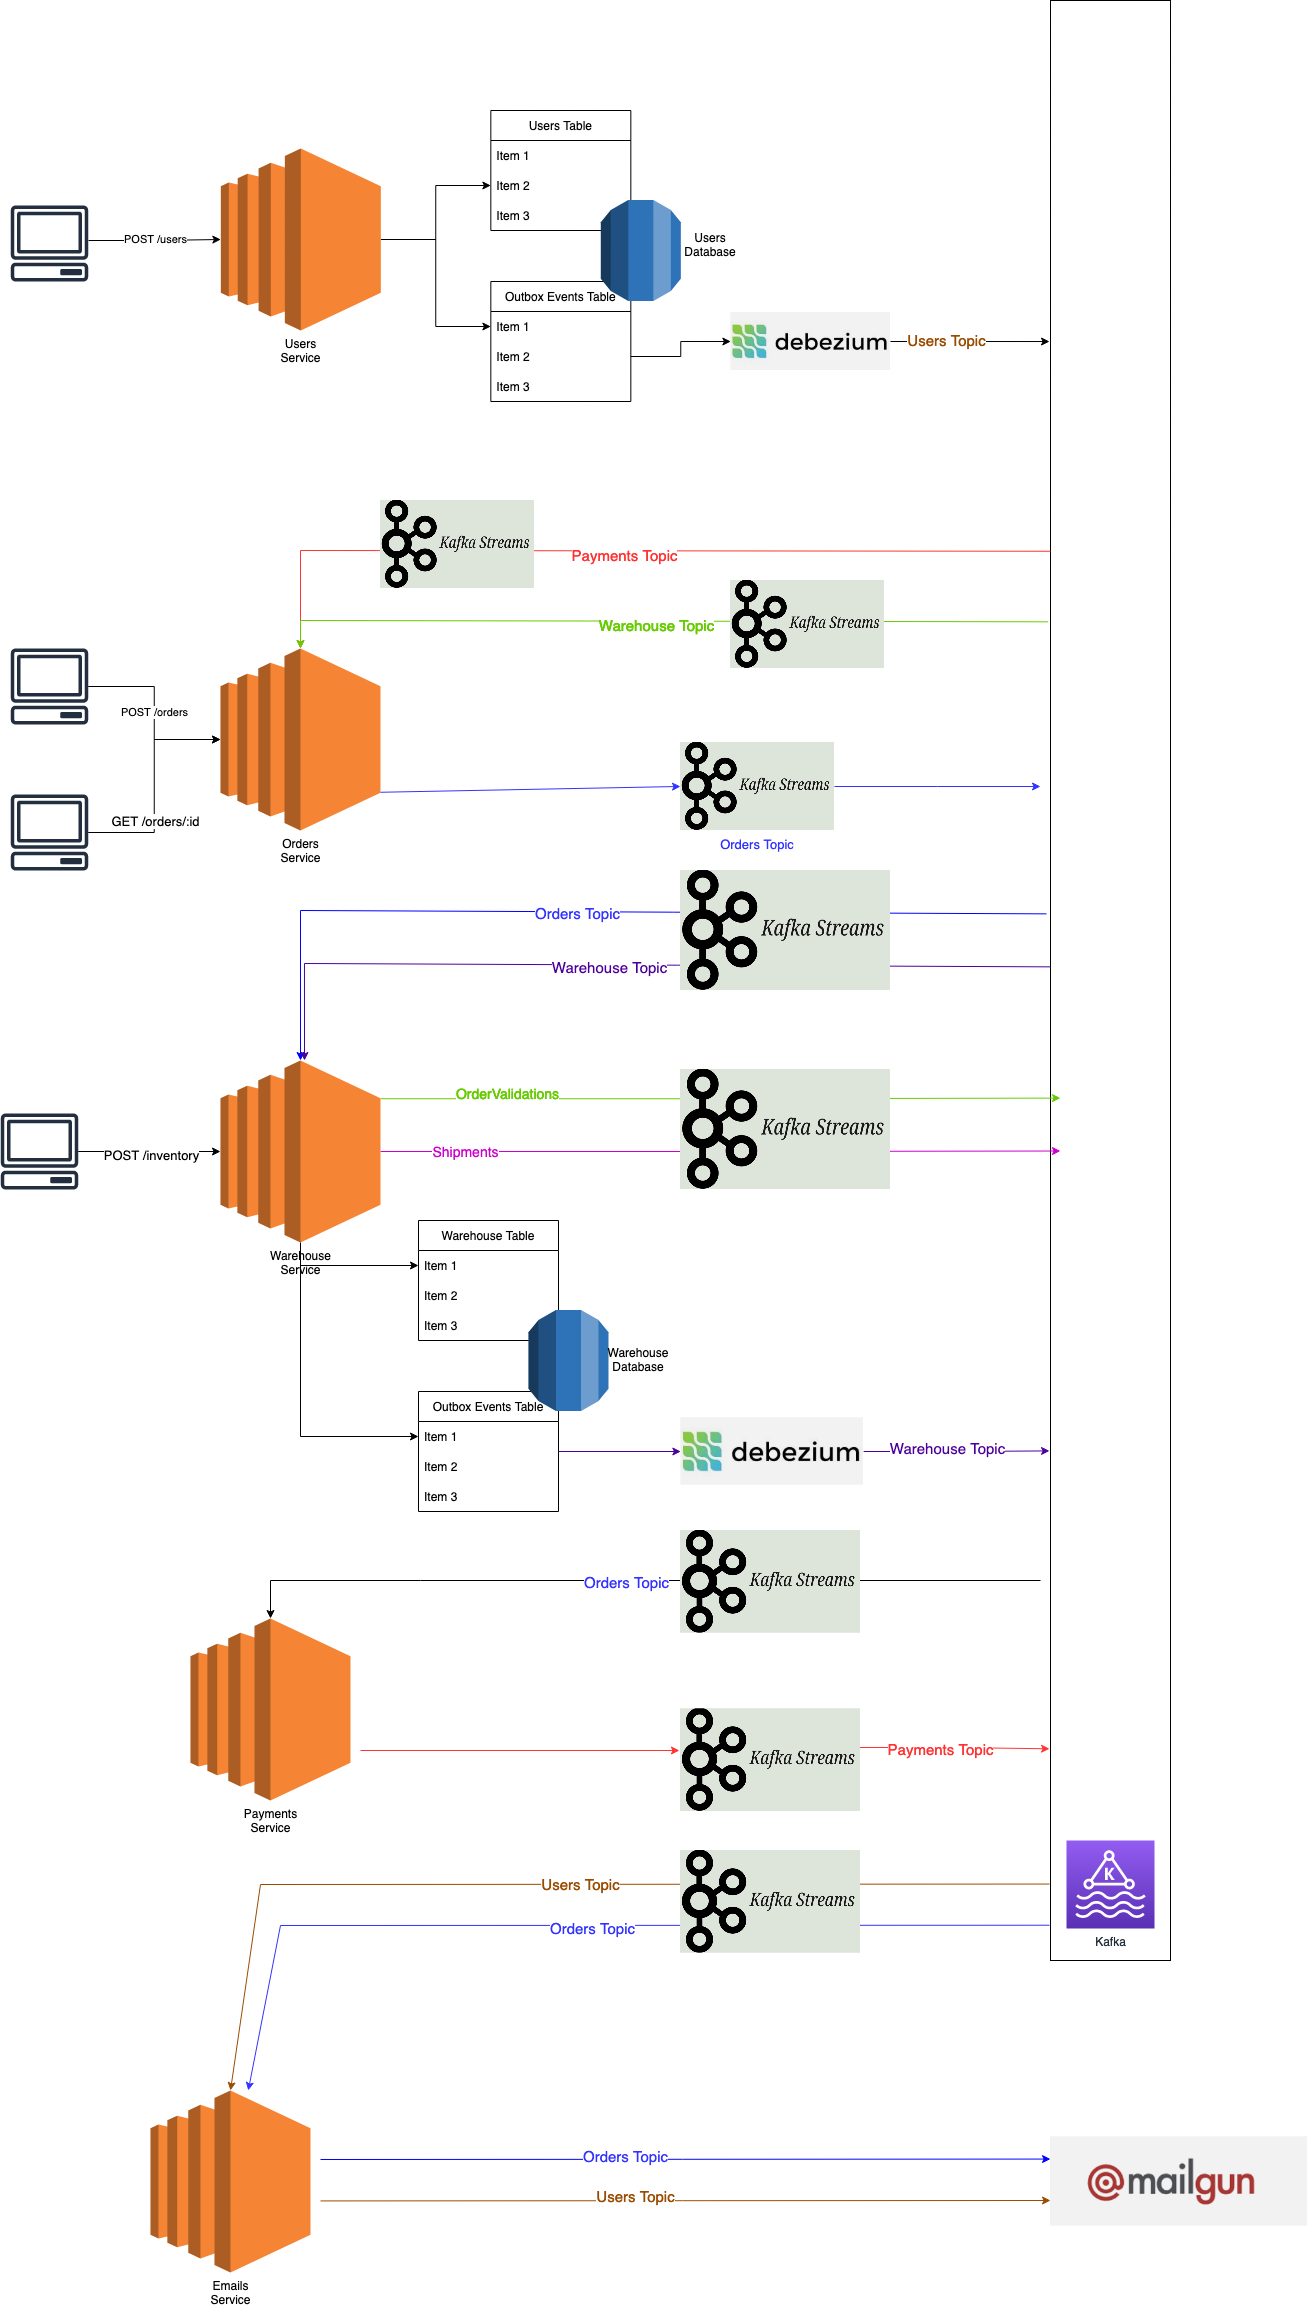 Users Table
Item 1
Item 2
Item 3
Users
Database
POST /users
Outbox Events Table
Item 1
Item 2
Item 3
Users
Service
debezium
Users Topic
Kafka Streams
Payments Topic
Warehouse Topic
Kafka Streams
POST /orders
GET /orders/:id
Orders
Service
Kafka Streams
Orders Topic
Orders Topic
Kafka Streams
Warehouse Topic
OrderValidations
Kafka Streams
Shipments
POST /inventory
Warehouse
Service
Warehouse Table
Item 1
Item 2
Item 3
Warehouse
Database
Outbox Events Table
Item 1
Item 2
Item 3
debezium
Warehouse Topic
Orders Topic
Kafka Streams
Kafka Streams
Payments Topic
Payments
Service
Users Topic
Kafka Streams
Orders Topic
K
Kafka
Orders Topic
Users Topic
@mailgun
Emails
Service